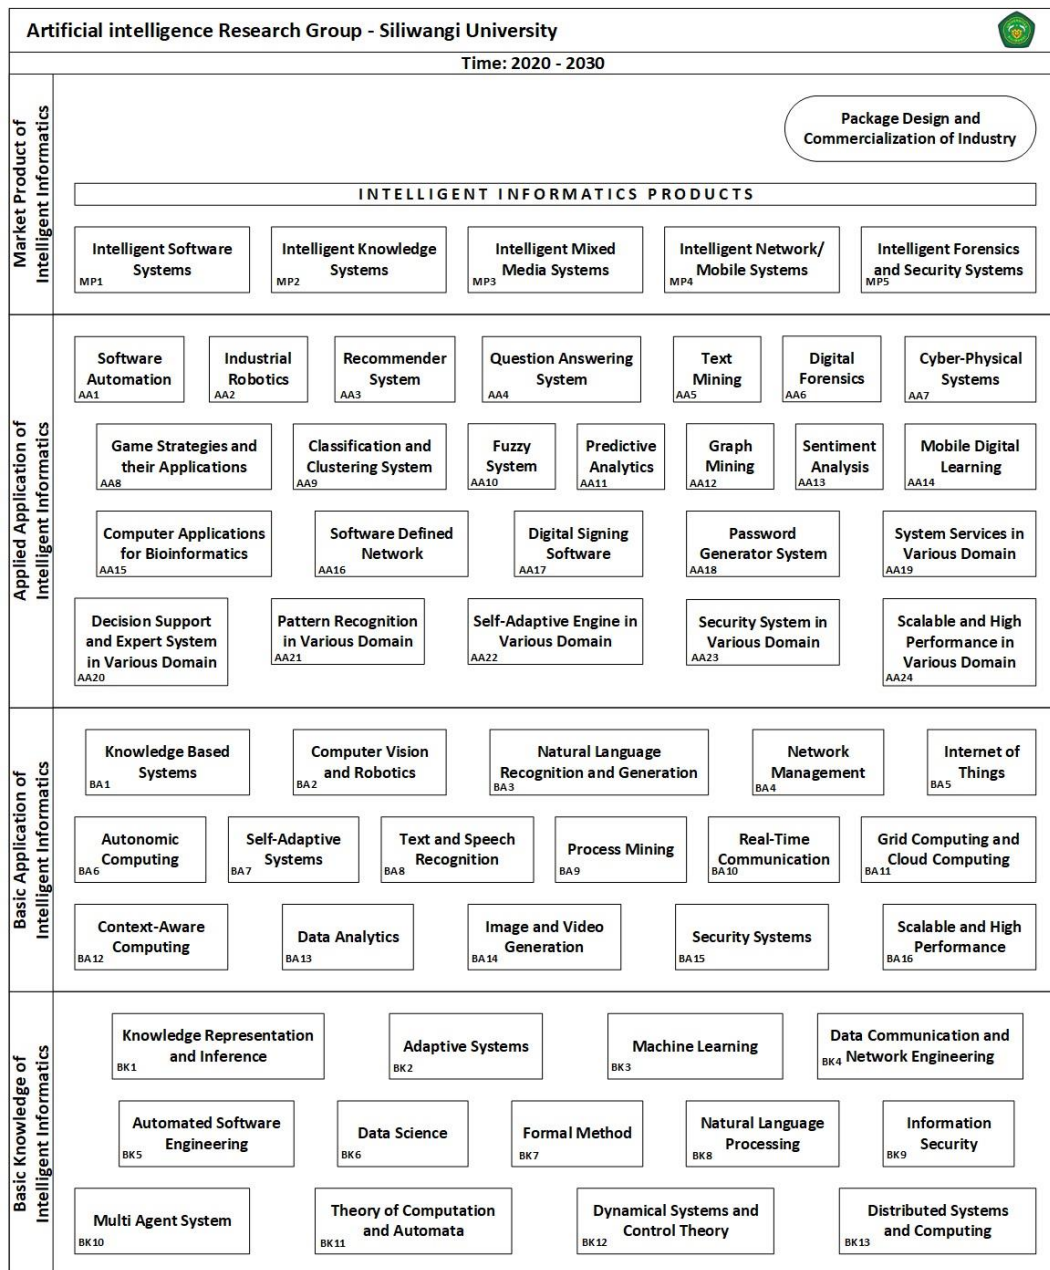 Artificial intelligence Research Group - Siliwangi University
Time: 2020 - 2030
Market Product of
Intelligent Informatics
Package Design and
Commercialization of Industry
INTELLIGENT INFORMATICS PRODUCTS
Intelligent Software
Systems
MP1
Intelligent Knowledge
Systems
MP2
Intelligent Mixed
Media Systems
MP3
Intelligent Network/
Mobile Systems
MP4
Intelligent Forensics
and Security Systems
MP5
Applied Application of
Intelligent Informatics
Software
Automation
AA1
Industrial
Robotics
AA2
Recommender
System
AA3
Question Answering
System
AA4
Text
Mining
AA5
Digital
Forensics
AA6
Cyber-Physical
Systems
AA7
Game Strategies and
their Applications
AA8
Classification and
Clustering System
AA9
Fuzzy
System
AA10
Predictive
Analytics
AA11
Graph
Mining
AA12
Sentiment
Analysis
AA13
Mobile Digital
Learning
AA14
Computer Applications
for Bioinformatics
AA15
Software Defined
Network
AA16
Digital Signing
Software
AA17
Password
Generator System
AA18
System Services in
Various Domain
AA19
Decision Support
and Expert System
in Various Domain
AA20
Pattern Recognition
in Various Domain
AA21
Self-Adaptive Engine in
Various Domain
AA22
Security System in
Various Domain
AA23
Scalable and High
Performance in
Various Domain
AA24
Basic Application of
Intelligent Informatics
Knowledge Based
Systems
BA1
Computer Vision
and Robotics
BA2
Natural Language
Recognition and Generation
BA3
Network
Management
BA4
Internet of
Things
BA5
Autonomic
Computing
BA6
Self-Adaptive
Systems
BA7
Text and Speech
Recognition
BA8
Process Mining
BA9
Real-Time
Communication
BA10
Grid Computing and
Cloud Computing
BA11
Context-Aware
Computing
BA12
Data Analytics
BA13
Image and Video
Generation
BA14
Security Systems
BA15
Scalable and High
Performance
BA16
Basic Knowledge of
Intelligent Informatics
Knowledge Representation
and Inference
BK1
Adaptive Systems
BK2
Machine Learning
BK3
Data Communication and
Network Engineering
BK4
Automated Software
Engineering
BK5
Data Science
BK6
Formal Method
BK7
Natural Language
Processing
BK8
Information
Security
BK9
Multi Agent System
BK10
Theory of Computation
and Automata
BK11
Dynamical Systems and
Control Theory
BK12
Distributed Systems
and Computing
BK13